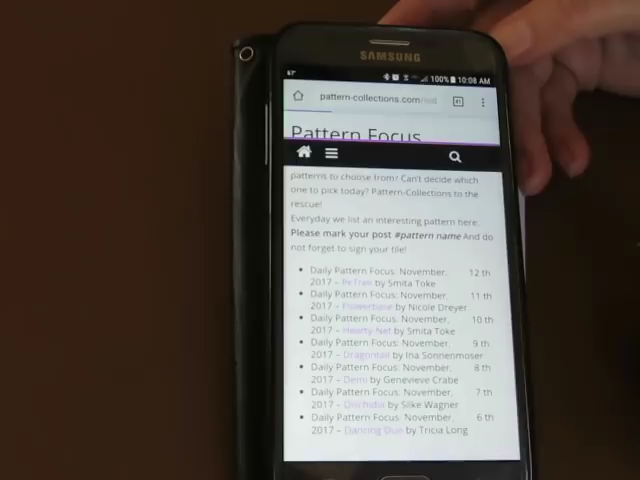 SAMSUNG
100% 10:08 AM
pattern-collections.com/
Pattern Focus
patterns to choose from? Can't decide which
one to pick today? Pattern-Collections to the
rescue!
Everyday we list an interesting pattern here.
Please mark your post #pattern name And do
not forget to sign your tile!
Daily Pattern Focus: November, 12 th
2017 – PeTree by Smita Toke
Daily Pattern Focus: November, 11 th
2017 – by Nicole Dreyer
Daily Pattern Focus: November, 10 th
2017 – Hearty Net by Smita Toke
Daily Pattern Focus: November, 9 th
2017 – Dragonfall by Ina Sonnenmoser
Daily Pattern Focus: November, 8 th
2017 – Demi by Genevieve Crabe
Daily Pattern Focus: November, 7 th
2017 – by Silke Wagner
Daily Pattern Focus: November, 6 th
2017 – Dancing Duo by Tricia Long